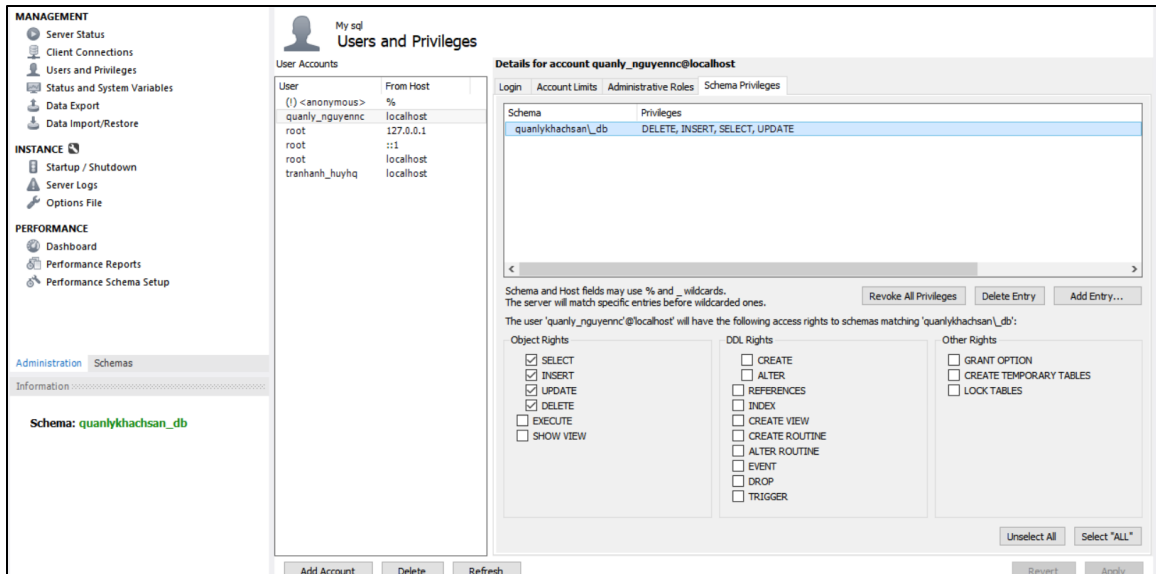 MANAGEMENT
Server Status
Client Connections
Users and Privileges
Status and System Variables
Data Export
Data Import/Restore
INSTANCE
Startup / Shutdown
Server Logs
Options File
PERFORMANCE
Dashboard
Performance Reports
Performance Schema Setup
Administration Schemas
Information
Schema: quanlykhachsan_db
My sql
Users and Privileges
User Accounts
User From Host
(!) <anonymous> %
quanly_nguyennc localhost
root 127.0.0.1
root ::1
root localhost
tranhanh_huyhq localhost
Add Account Delete Refresh
Details for account quanly_nguyennc@localhost
Login Account Limits Administrative Roles Schema Privileges
Schema Privileges
quanlykhachsan\_db DELETE, INSERT, SELECT, UPDATE
Schema and Host fields may use % and _ wildcards.
The server will match specific entries before wildcarded ones.
Revoke All Privileges Delete Entry Add Entry...
The user 'quanly_nguyennc'@'localhost' will have the following access rights to schemas matching 'quanlykhachsan\_db':
Object Rights
SELECT
INSERT
UPDATE
DELETE
EXECUTE
SHOW VIEW
DDL Rights
CREATE
ALTER
REFERENCES
INDEX
CREATE VIEW
CREATE ROUTINE
ALTER ROUTINE
EVENT
DROP
TRIGGER
Other Rights
GRANT OPTION
CREATE TEMPORARY TABLES
LOCK TABLES
Unselect All Select "ALL"
Revert Apply